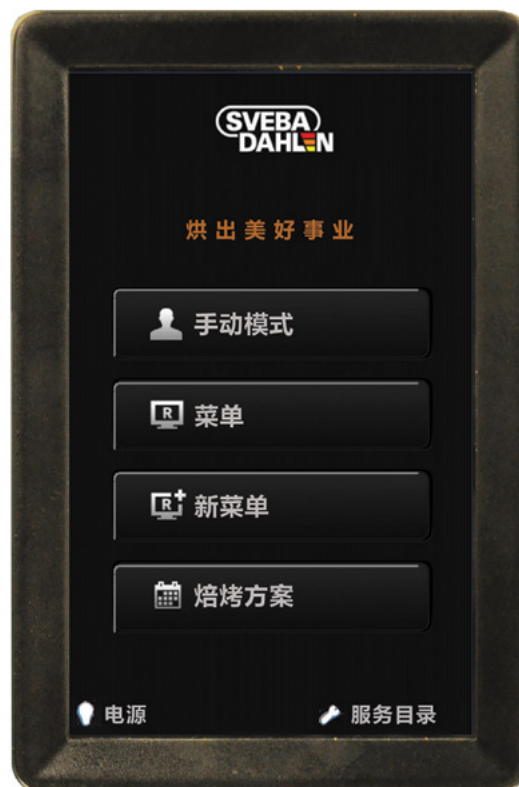 SVEBA
DAHLEN
烘出美好事业
手动模式
R 菜单
R+ 新菜单
焙烤方案
电源
服务目录